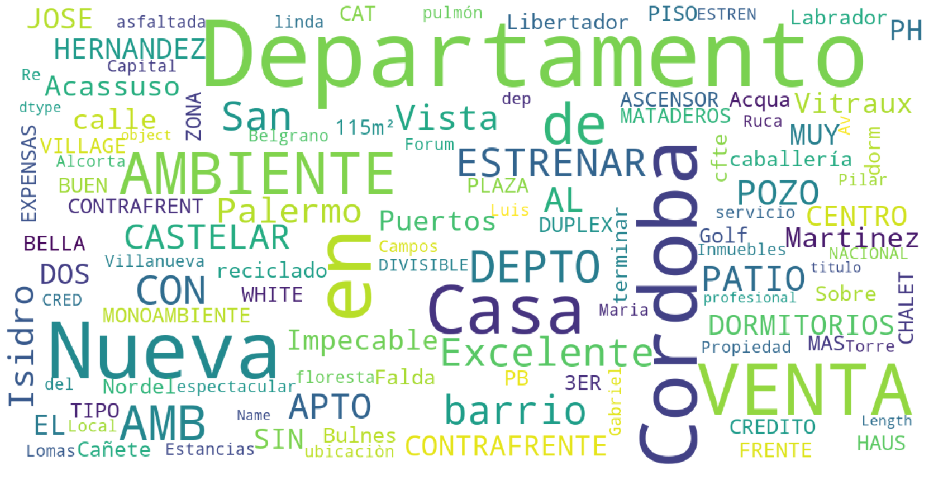 JOSE
asfaltada
linda
CAT
pulmón
Libertador
PISO
ESTREN
Labrador
PH
HERNANDEZ
Departamento
Capital
Re
Acassuso
dtype
calle
ZONA
San
115m²
Vista
dep
de
ASCENSOR
MATADEROS
Acqua
Vitraux
Ruca
AV
MUY
dorm
VILLAGE
object
Belgrano
Forum
EXPENSAS
Alcorta
BUEN
AMBIENTE
ESTRENAR
PLAZA
AL
Cordoba
cfte
caballería
POZO
Pilar
CONTRAFRENT
Palermo
en
Puertos
Luis
DUPLEX
terminar
servicio
CENTRO
BELLA
CASTELAR
Campos
DIVISIBLE
DEPTO
Golf
Martinez
Inmuebles
NACIONAL
Villanueva
DOS
CON
reciclado
WHITE
PATIO
titulo
CRED
MONOAMBIENTE
Casa
Maria
profesional
Sobre
CHALET
Isidro
Nueva
Impecable
Excelente
DORMITORIOS
Propiedad
MAS
Torre
del
Nordel
espectacular
floresta
Falda
PB
3ER
Gabriel
VENTA
TIPO
EL
Local
AMB
Name
APTO
barrio
CREDITO
Length
Lomas
Cañete
Estancias
SIN
Bulnes
ubicación
CONTRAFRENTE
FRENTE
HAUS